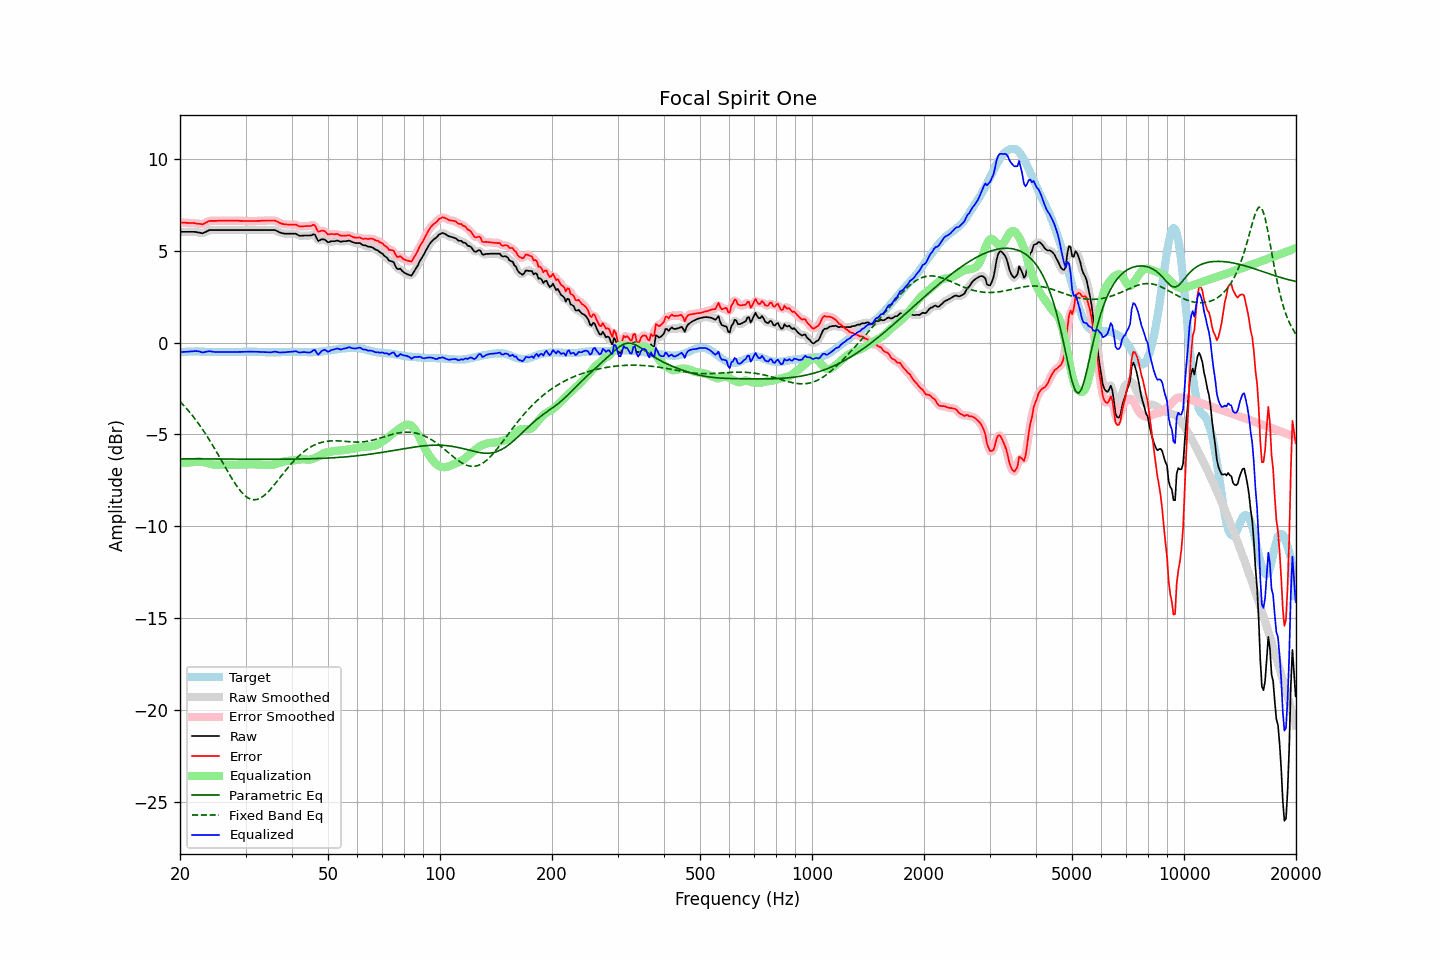 Focal Spirit One
10
5
0
−5
−10
−15
−20
−25
Amplitude (dBr)
Target
Raw Smoothed
Error Smoothed
Raw
Error
Equalization
Parametric Eq
Fixed Band Eq
Equalized
20 50 100 200 500 1000 2000 5000 10000 20000
Frequency (Hz)